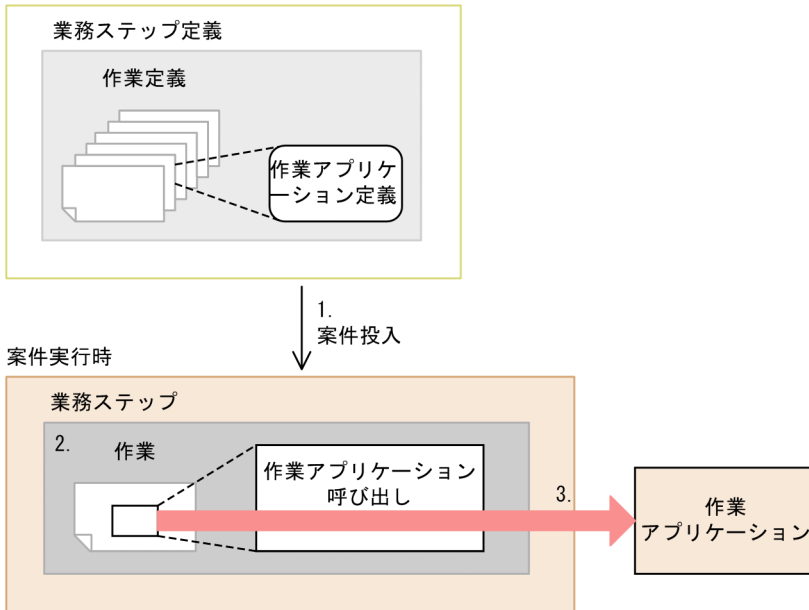 業務ステップ定義
作業定義
作業アプリケ
ーション定義
1.
案件投入
案件実行時
業務ステップ
2.
作業
作業アプリケーション
呼び出し
3.
作業
アプリケーション